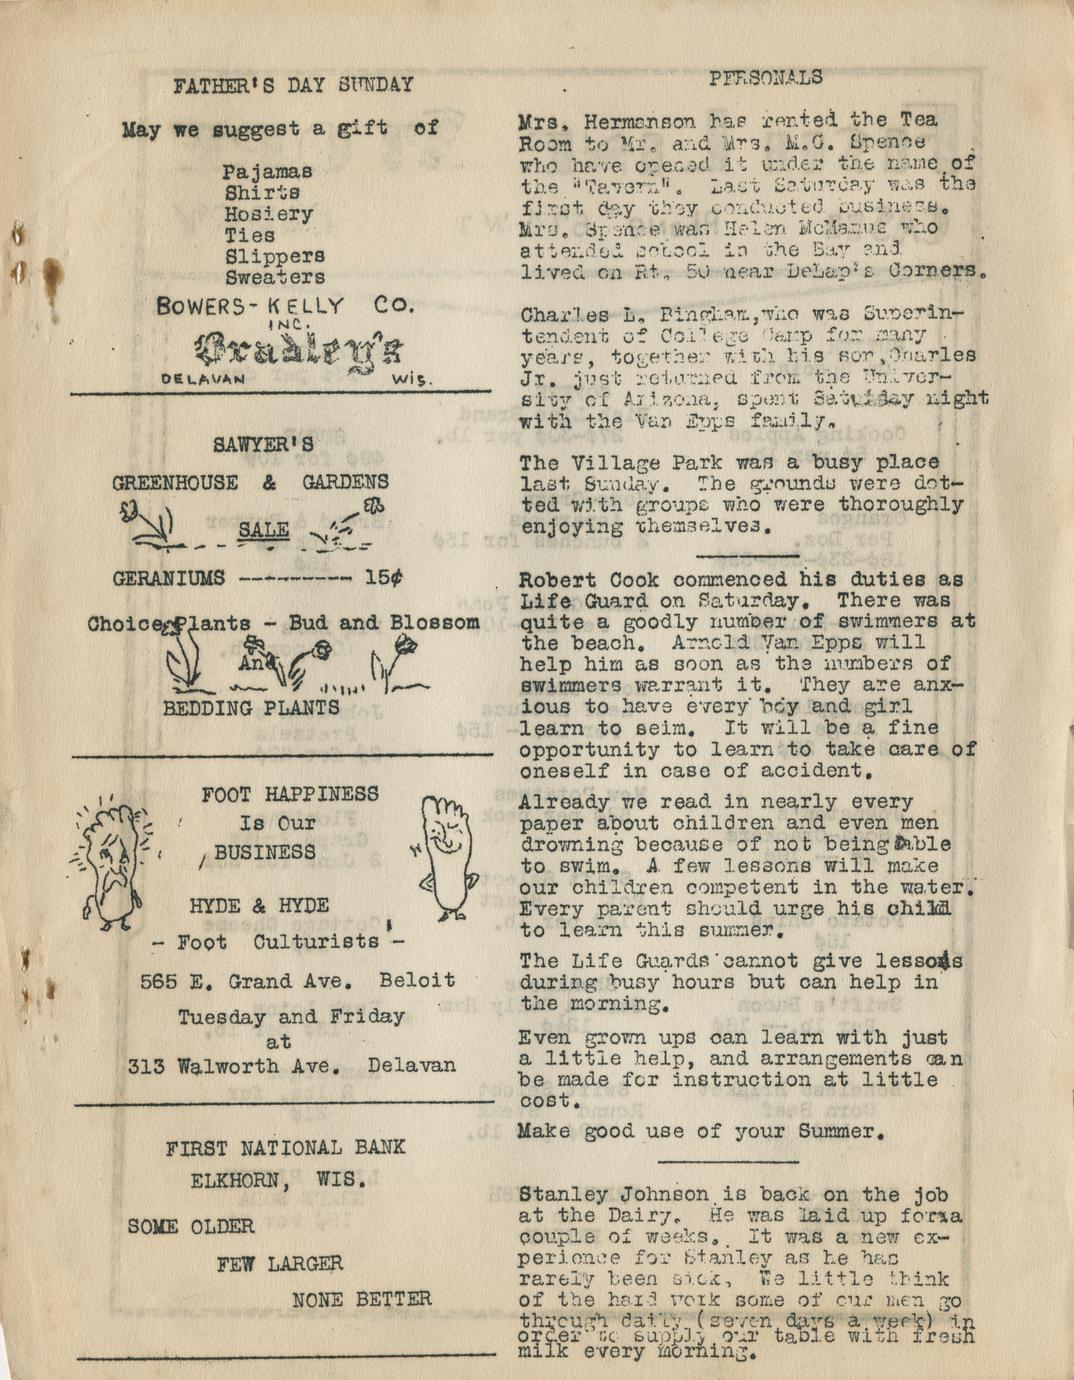 FATHER'S DAY SUNDAY
May we suggest a gift of
Pajamas
Shirts
Hosiery
Ties
Slippers
Sweaters
BOWERS-KELLY CO.
INC.
Bradley's
DELAVAN WIS.
SAWYER'S
GREENHOUSE & GARDENS
SALE
GERANIUMS --------- 15¢
Choice Plants - Bud and Blossom
And
BEDDING PLANTS
FOOT HAPPINESS
Is Our
BUSINESS
HYDE & HYDE
- Foot Culturists -
565 E. Grand Ave. Beloit
Tuesday and Friday
at
313 Walworth Ave. Delavan
FIRST NATIONAL BANK
ELKHORN, WIS.
SOME OLDER
FEW LARGER
NONE BETTER
PERSONALS
Mrs. Hermanson has rented the Tea
Room to Mr. and Mrs. M.G. Spence
who have opened it under the name of
the "Tavern". Last Saturday was the
first day they conducted business.
Mrs. Spence was Helen McManus who
attended school in the Bay and
lived on Rt. 50 near DeLap's Corners.
Charles L. Bingham,who was Superin-
tendent of College Camp for many
years, together with his son,Charles
Jr. just returned from the Univer-
sity of Arizona, spent Saturday night
with the Van Epps family.
The Village Park was a busy place
last Sunday. The grounds were dot-
ted with groups who were thoroughly
enjoying themselves.
Robert Cook commenced his duties as
Life Guard on Saturday. There was
quite a goodly number of swimmers at
the beach. Arnold Van Epps will
help him as soon as the numbers of
swimmers warrant it. They are anx-
ious to have every boy and girl
learn to seim. It will be a fine
opportunity to learn to take care of
oneself in case of accident.
Already we read in nearly every
paper about children and even men
drowning because of not being able
to swim. A few lessons will make
our children competent in the water.
Every parent should urge his child
to learn this summer.
The Life Guards cannot give lessons
during busy hours but can help in
the morning.
Even grown ups can learn with just
a little help, and arrangements can
be made for instruction at little
cost.
Make good use of your Summer.
Stanley Johnson is back on the job
at the Dairy. He was laid up for a
couple of weeks. It was a new ex-
perience for Stanley as he has
rarely been sick, We little think
of the hard work some of our men go
through daily (seven days a week) in
order to supply our table with fresh
milk every morning.